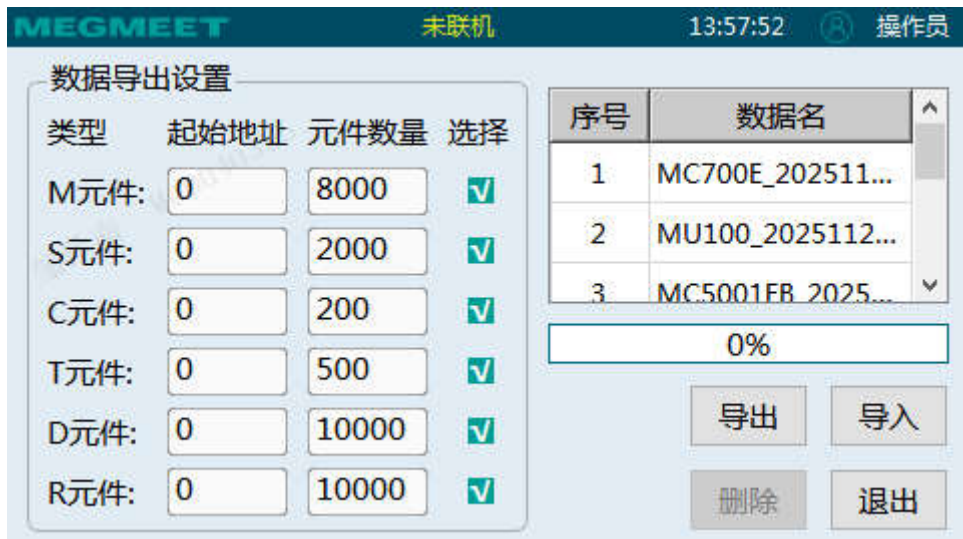 MEGMEET 未联机 13:57:52 操作员
数据导出设置
类型 起始地址 元件数量 选择
M元件: 0 8000
S元件: 0 2000
C元件: 0 200
T元件: 0 500
D元件: 0 10000
R元件: 0 10000
序号 数据名
1 MC700E_202511...
2 MU100_2025112...
3 MC5001EB_2025...
0%
导出 导入
删除 退出